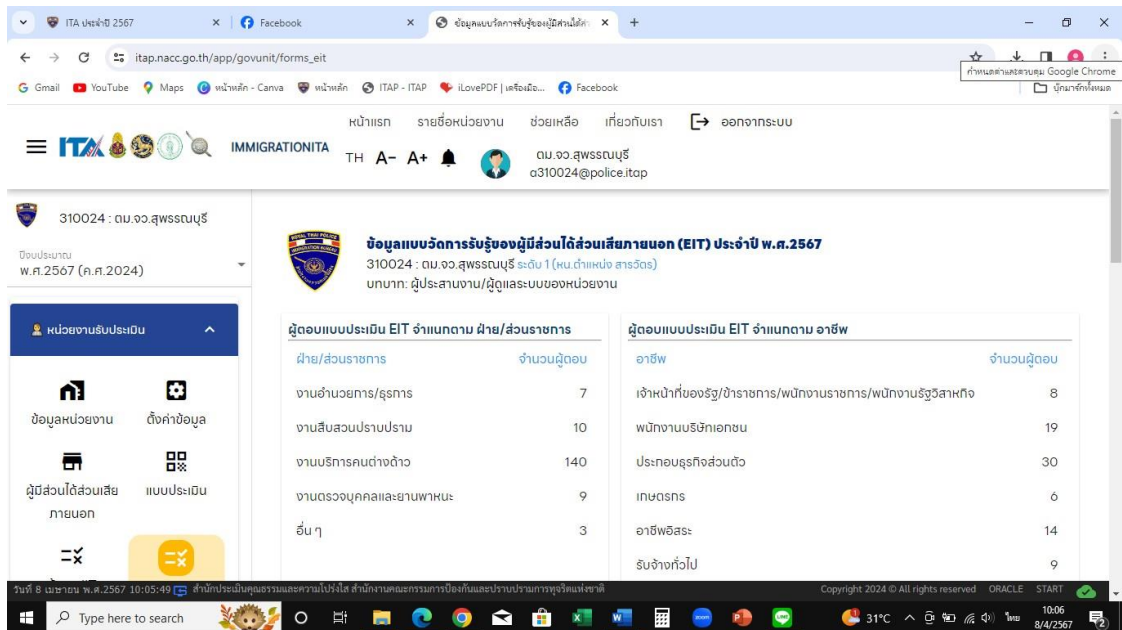 ITA ประจำปี 2567
Facebook
ข้อมูลแบบวัดการรับรู้ของผู้มีส่วนได้ส่ว
itap.nacc.go.th/app/govunit/forms_eit
กำหนดค่าและควบคุม Google Chrome
Gmail YouTube Maps หน้าหลัก - Canva หน้าหลัก ITAP - ITAP iLovePDF | เครื่องมือ... Facebook บุ๊กมาร์กทั้งหมด
หน้าแรก รายชื่อหน่วยงาน ช่วยเหลือ เกี่ยวกับเรา ออกจากระบบ
ITA IMMIGRATIONITA
TH A- A+ ตม.จว.สุพรรณบุรี
a310024@police.itap
310024 : ตม.จว.สุพรรณบุรี
ปีงบประมาณ
พ.ศ.2567 (ค.ศ.2024)
หน่วยงานรับประเมิน
ข้อมูลหน่วยงาน ตั้งค่าข้อมูล
ผู้มีส่วนได้ส่วนเสียภายนอก แบบประเมิน
ข้อมูลแบบวัดการรับรู้ของผู้มีส่วนได้ส่วนเสียภายนอก (EIT) ประจำปี พ.ศ.2567
310024 : ตม.จว.สุพรรณบุรี ระดับ 1 (หน.ตำแหน่ง สารวัตร)
บทบาท: ผู้ประสานงาน/ผู้ดูแลระบบของหน่วยงาน
ผู้ตอบแบบประเมิน EIT จำแนกตาม ฝ่าย/ส่วนราชการ
ฝ่าย/ส่วนราชการ จำนวนผู้ตอบ
งานอำนวยการ/ธุรการ 7
งานสืบสวนปราบปราม 10
งานบริการคนต่างด้าว 140
งานตรวจบุคคลและยานพาหนะ 9
อื่น ๆ 3
ผู้ตอบแบบประเมิน EIT จำแนกตาม อาชีพ
อาชีพ จำนวนผู้ตอบ
เจ้าหน้าที่ของรัฐ/ข้าราชการ/พนักงานราชการ/พนักงานรัฐวิสาหกิจ 8
พนักงานบริษัทเอกชน 19
ประกอบธุรกิจส่วนตัว 30
เกษตรกร 6
อาชีพอิสระ 14
รับจ้างทั่วไป 9
วันที่ 8 เมษายน พ.ศ.2567 10:05:49 สำนักประเมินคุณธรรมและความโปร่งใส สำนักงานคณะกรรมการป้องกันและปราบปรามการทุจริตแห่งชาติ Copyright 2024 © All rights reserved ORACLE START
Type here to search 31°C ไทย 10:06
8/4/2567